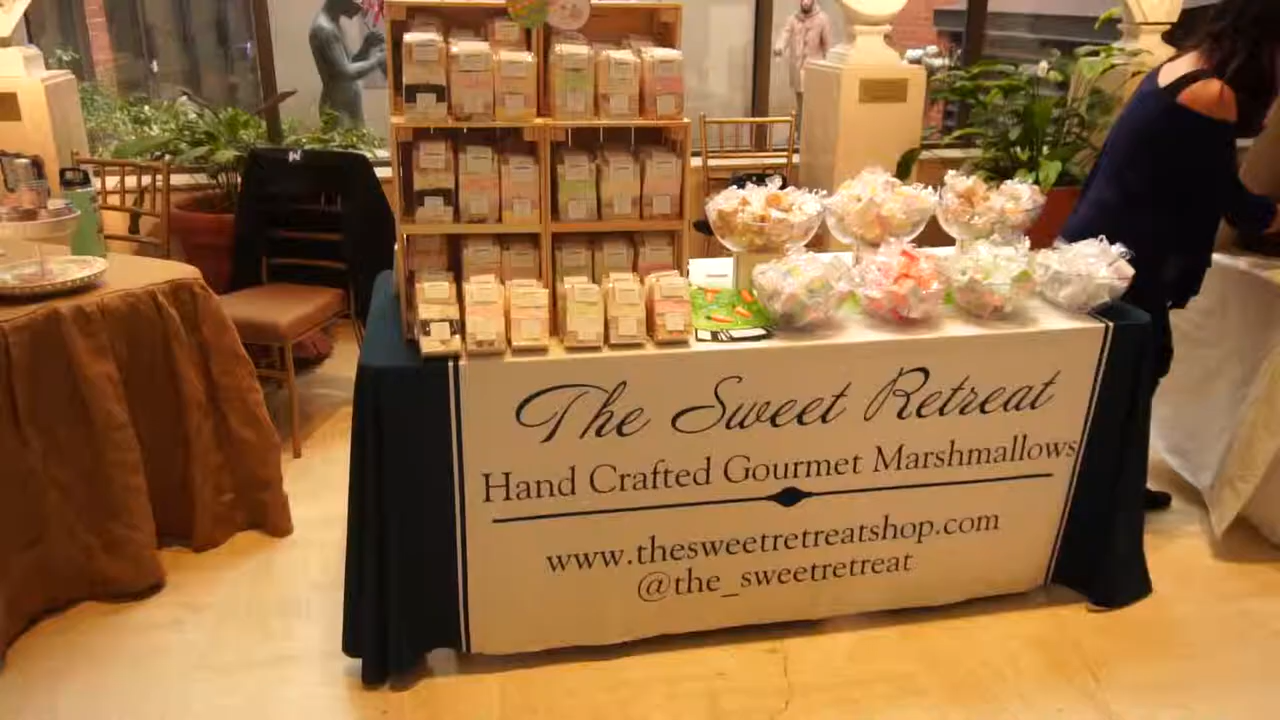 The Sweet Retreat
Hand Crafted Gourmet Marshmallows
www.thesweetretreatshop.com
@the_sweetretreat